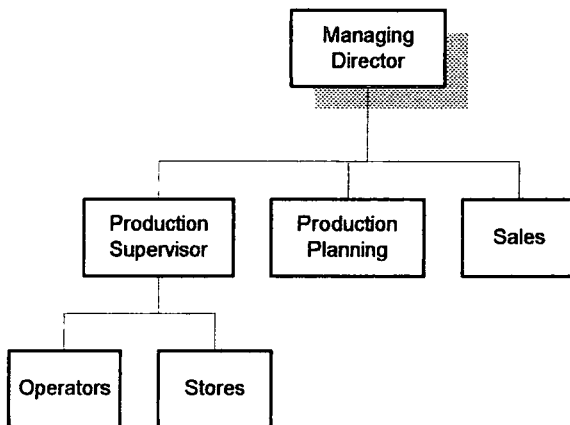 Managing
Director
Production
Supervisor
Production
Planning
Sales
Operators
Stores